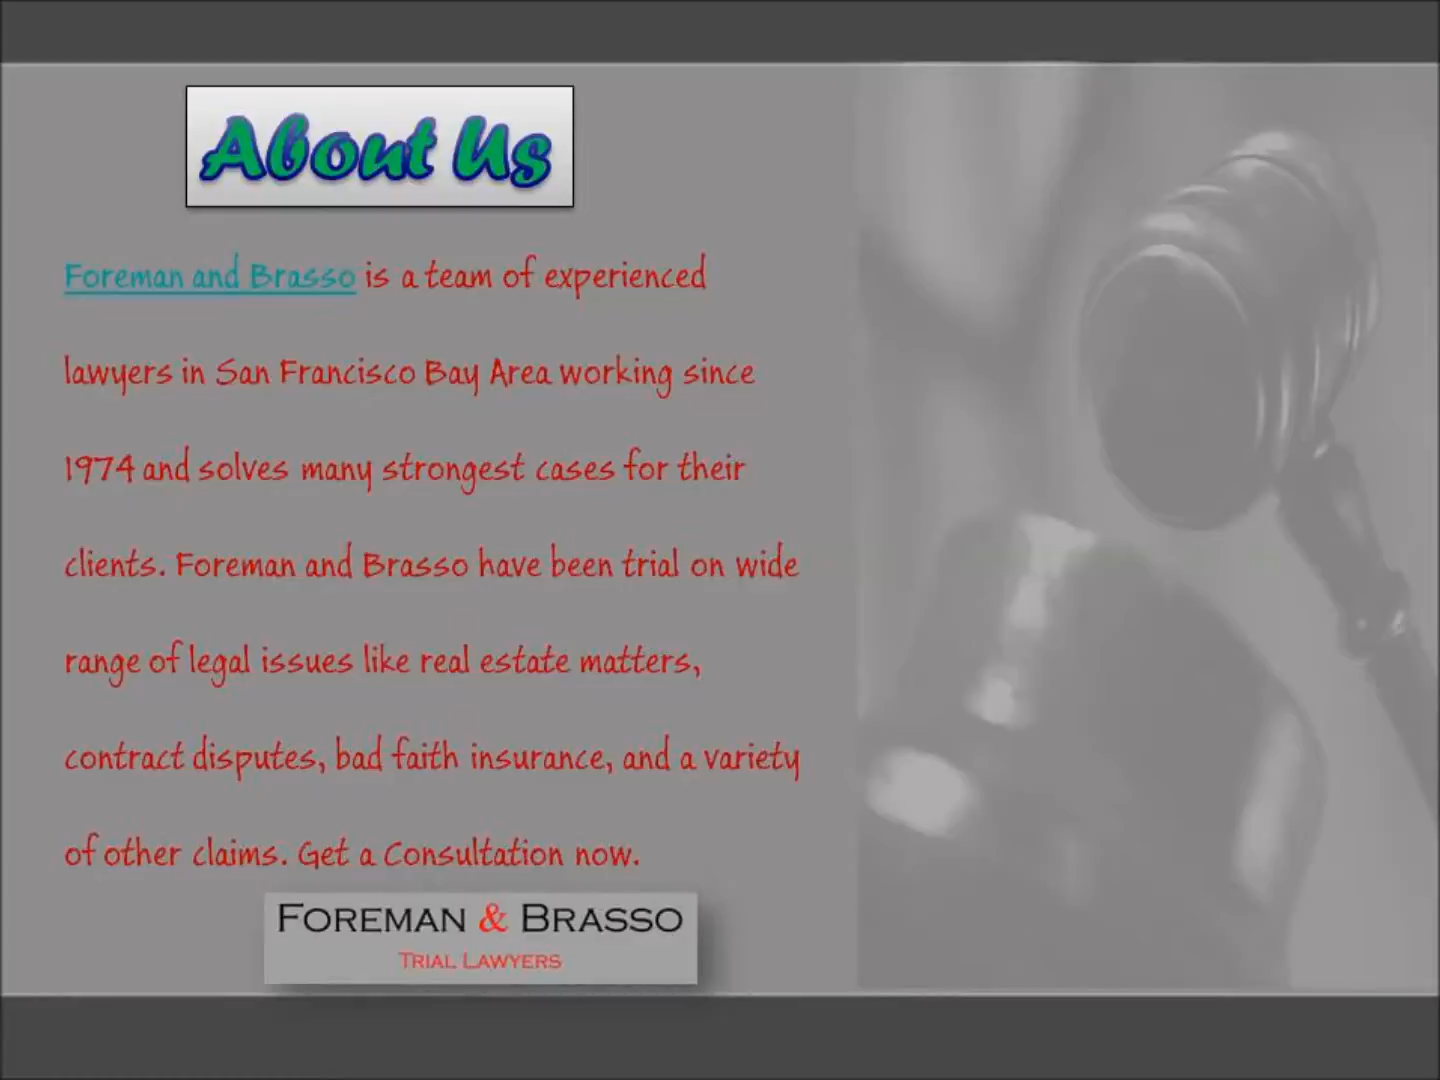 About Us
Foreman and Brasso is a team of experienced
lawyers in San Francisco Bay Area working since
1974 and solves many strongest cases for their
clients. Foreman and Brasso have been trial on wide
range of legal issues like real estate matters,
contract disputes, bad faith insurance, and a variety
of other claims. Get a Consultation now.
FOREMAN & BRASSO
TRIAL LAWYERS